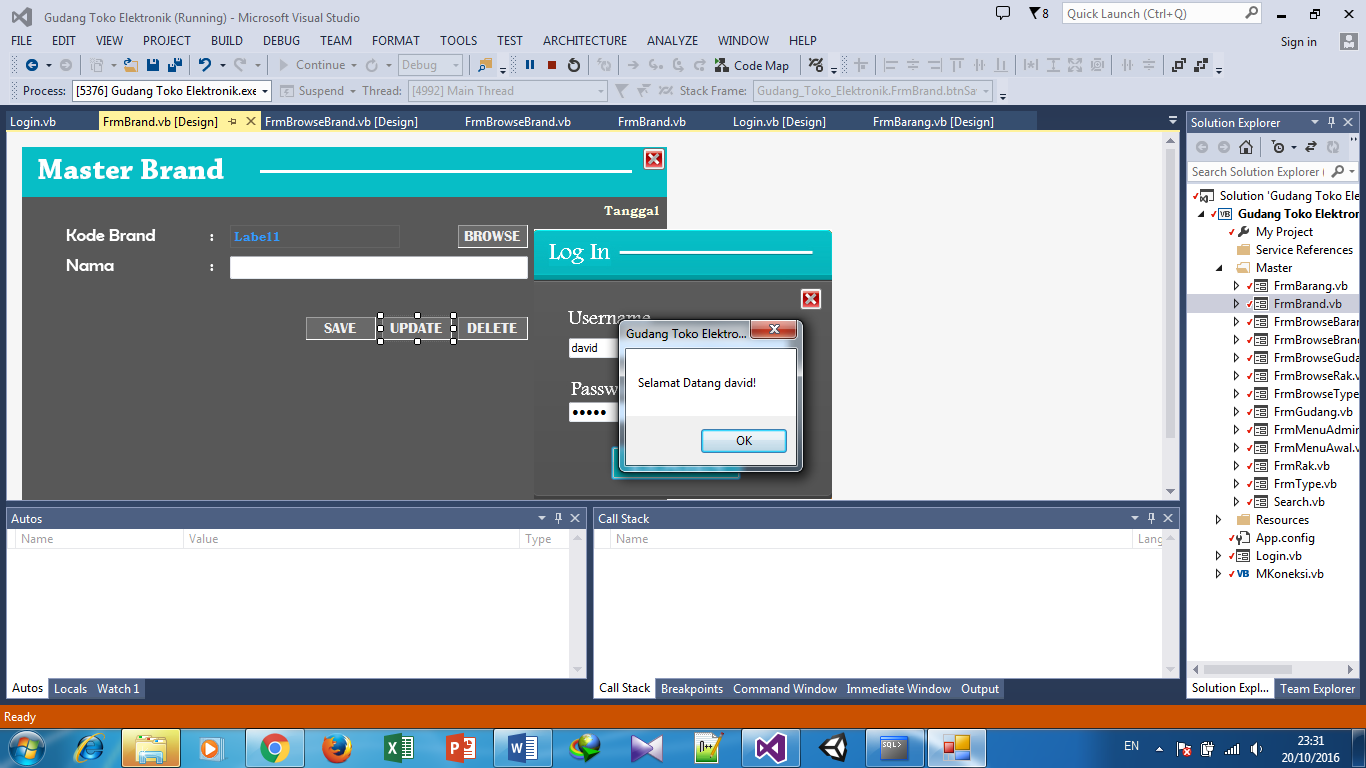 Gudang Toko Elektronik (Running) - Microsoft Visual Studio
8
Quick Launch (Ctrl+Q)
FILE EDIT VIEW PROJECT BUILD DEBUG TEAM FORMAT TOOLS TEST ARCHITECTURE ANALYZE WINDOW HELP
Sign in
Continue Debug Code Map
Process: [5376] Gudang Toko Elektronik.exe Suspend Thread: [4992] Main Thread Stack Frame: Gudang_Toko_Elektronik.FrmBrand.btnSa
Login.vb FrmBrand.vb [Design] FrmBrowseBrand.vb [Design] FrmBrowseBrand.vb FrmBrand.vb Login.vb [Design] FrmBarang.vb [Design]
Master Brand
Tanggal
Kode Brand : Label1 BROWSE
Nama :
SAVE UPDATE DELETE
Log In
Username
david
Passw
Gudang Toko Elektro...
Selamat Datang david!
OK
Solution Explorer
Search Solution Explorer (
Solution 'Gudang Toko Ele
Gudang Toko Elektron
My Project
Service References
Master
FrmBarang.vb
FrmBrand.vb
FrmBrowseBaran
FrmBrowseBrand
FrmBrowseGuda
FrmBrowseRak.v
FrmBrowseType
FrmGudang.vb
FrmMenuAdmin
FrmMenuAwal.v
FrmRak.vb
FrmType.vb
Search.vb
Resources
App.config
Login.vb
MKoneksi.vb
Solution Expl... Team Explorer
Autos
Name Value Type
Autos Locals Watch 1
Call Stack
Name Lang
Call Stack Breakpoints Command Window Immediate Window Output
Ready
EN
23:31
20/10/2016